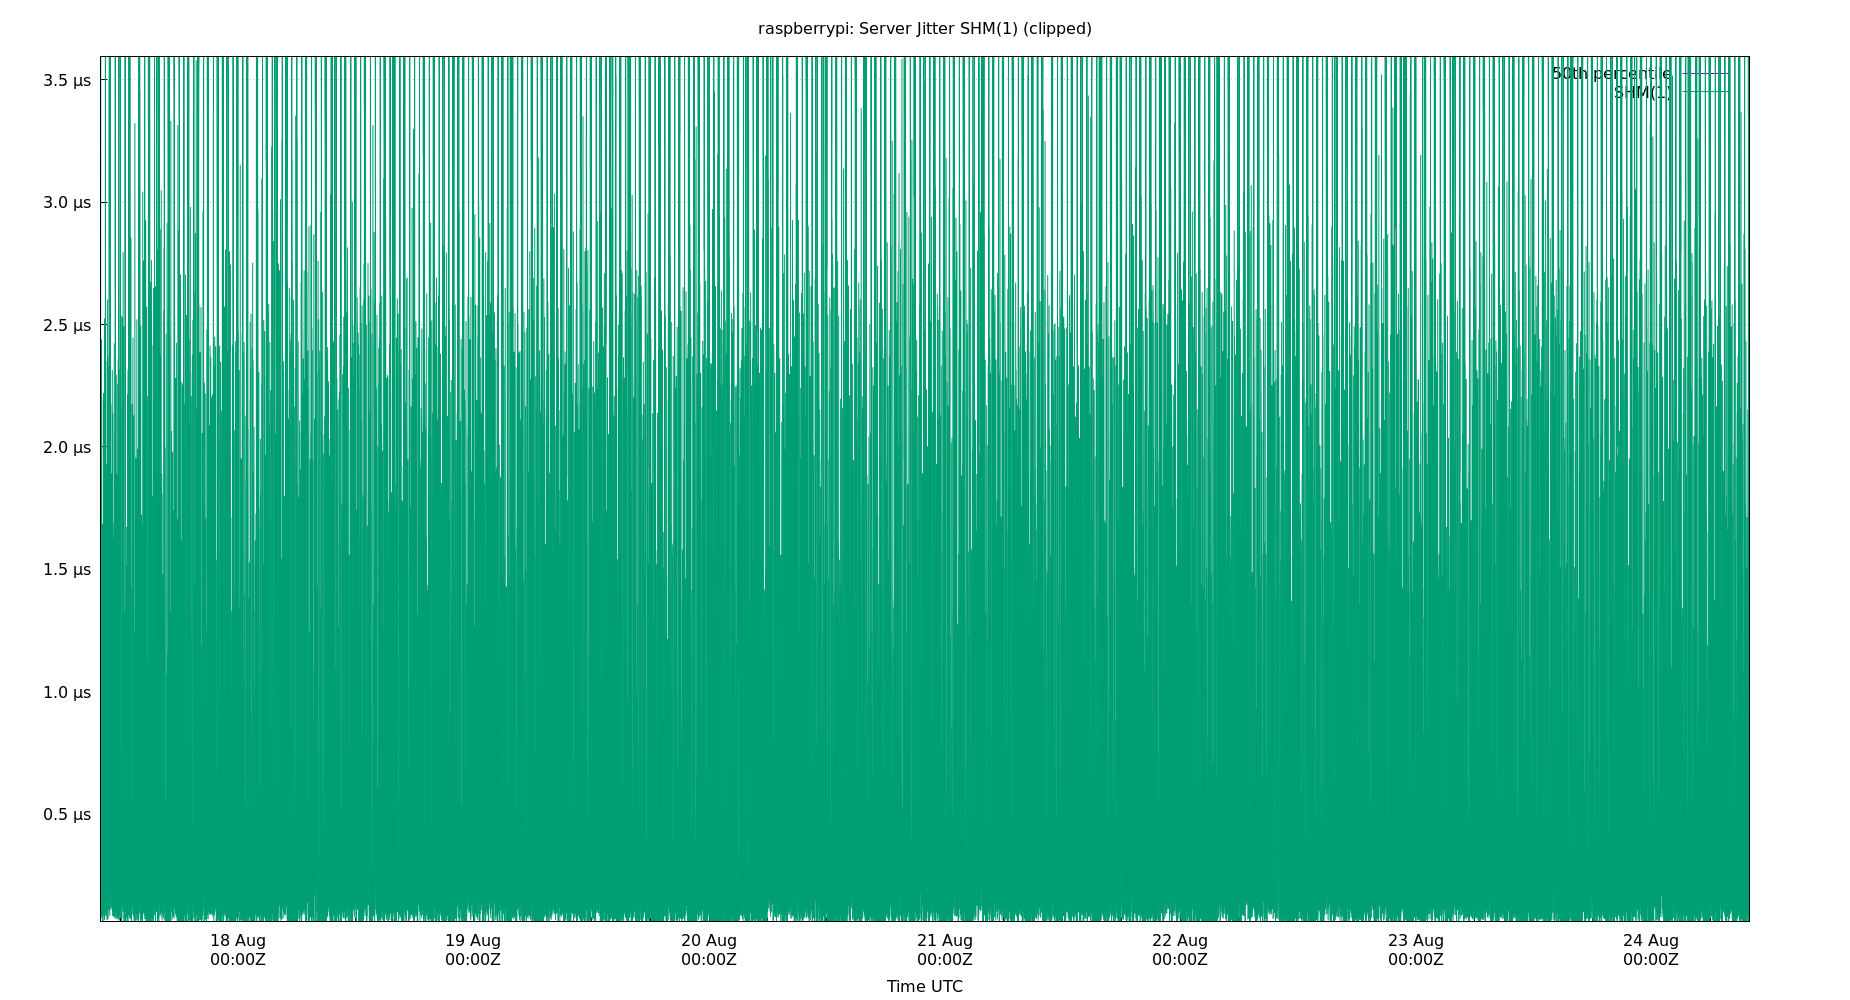 raspberrypi: Server Jitter SHM(1) (clipped)
50th percentile
SHM(1)
3.5 µs
3.0 µs
2.5 µs
2.0 µs
1.5 µs
1.0 µs
0.5 µs
18 Aug 19 Aug 20 Aug 21 Aug 22 Aug 23 Aug 24 Aug
00:00Z 00:00Z 00:00Z 00:00Z 00:00Z 00:00Z 00:00Z
Time UTC